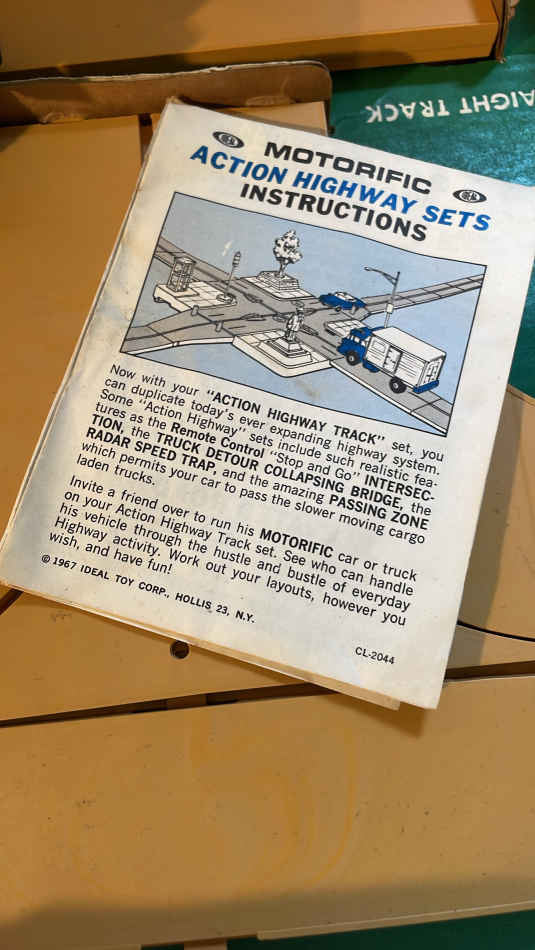 AIGHT TRACK
MOTORIFIC
ACTION HIGHWAY SETS
INSTRUCTIONS
Now with your "ACTION HIGHWAY TRACK" set, you
can duplicate today's ever expanding highway system.
Some "Action Highway" sets include such realistic fea-
tures as the Remote Control "Stop and Go" INTERSEC-
TION, the TRUCK DETOUR COLLAPSING BRIDGE, the
RADAR SPEED TRAP, and the amazing PASSING ZONE
which permits your car to pass the slower moving cargo
laden trucks.
Invite a friend over to run his MOTORIFIC car or truck
on your Action Highway Track set. See who can handle
his vehicle through the hustle and bustle of everyday
Highway activity. Work out your layouts, however you
wish, and have fun!
© 1967 IDEAL TOY CORP., HOLLIS 23, N.Y.
CL-2044